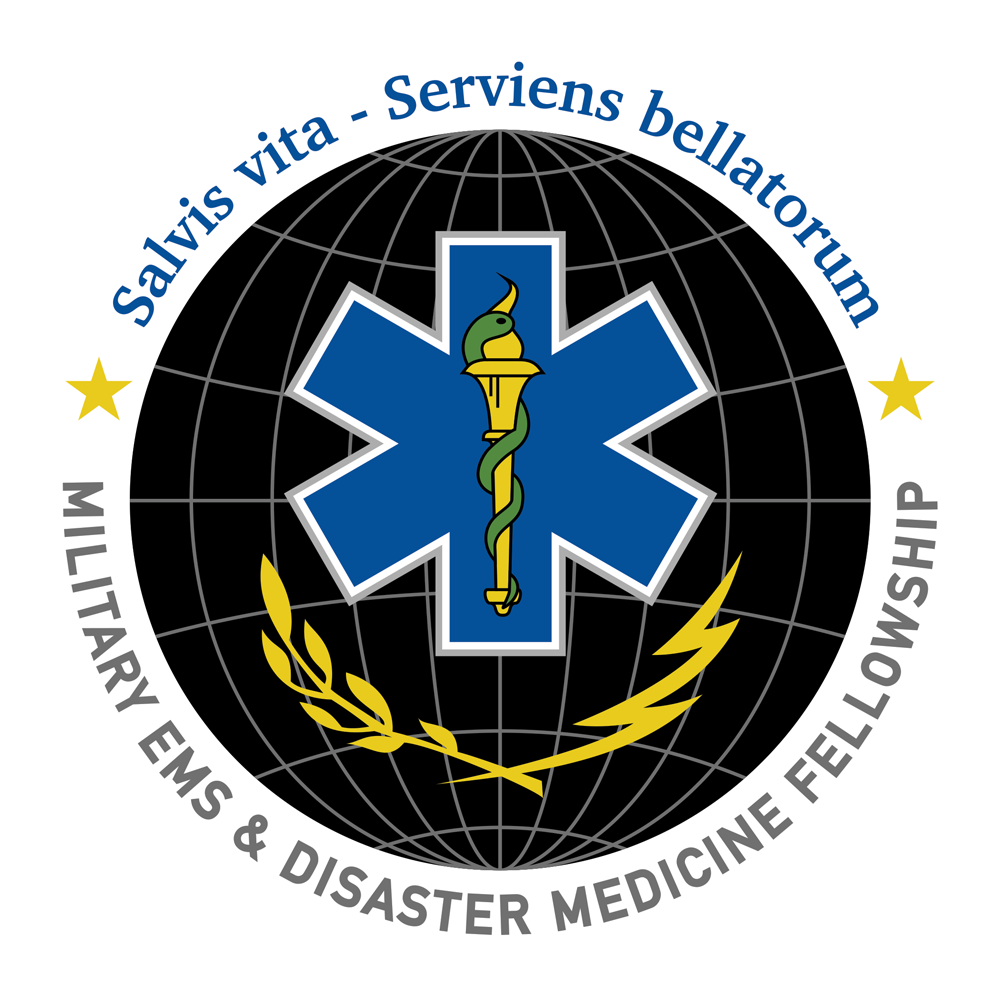 Salvis vita - Serviens bellatorum
MILITARY EMS & DISASTER MEDICINE FELLOWSHIP